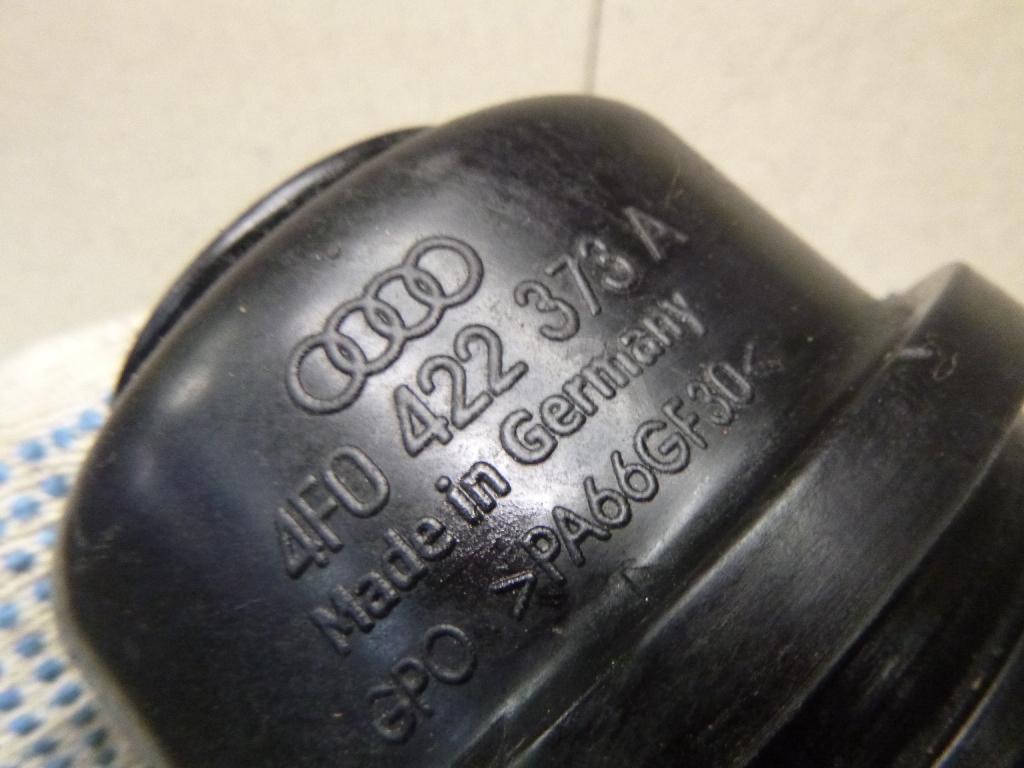 4F0 422 373 A
Made in Germany
>PA66GF30<
GPO